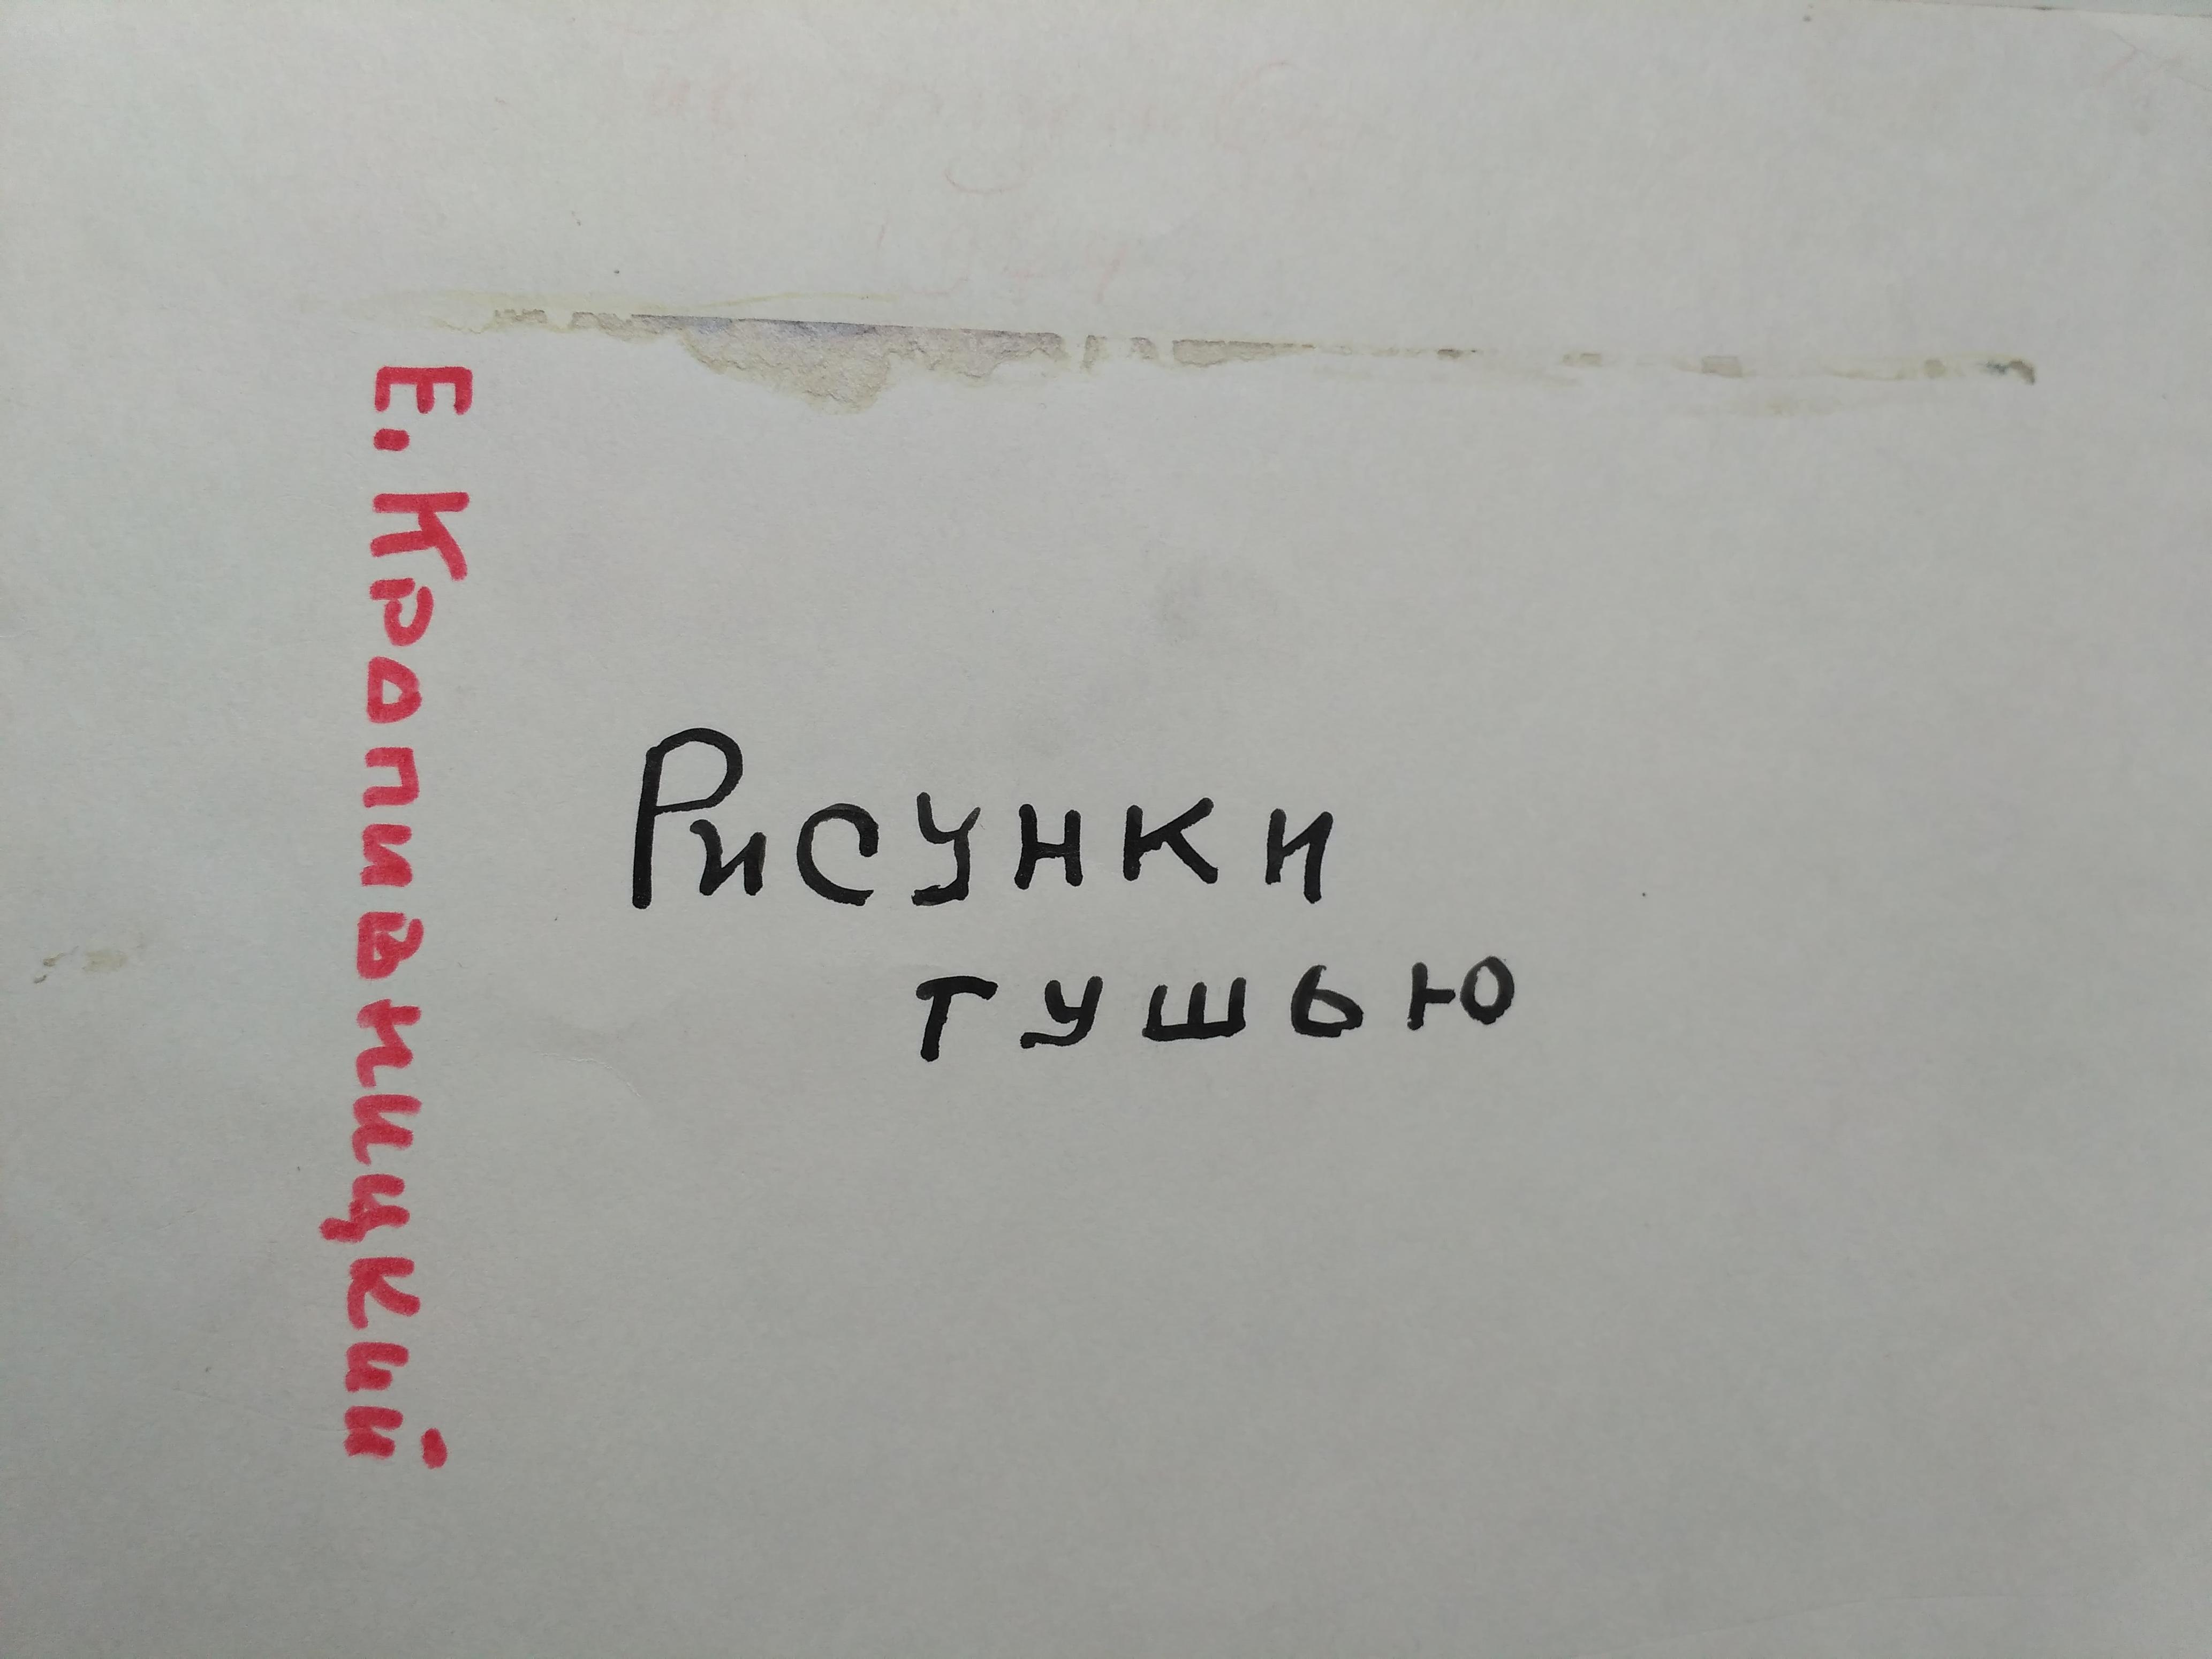 Е. Кропивницкий
Рисунки
тушью